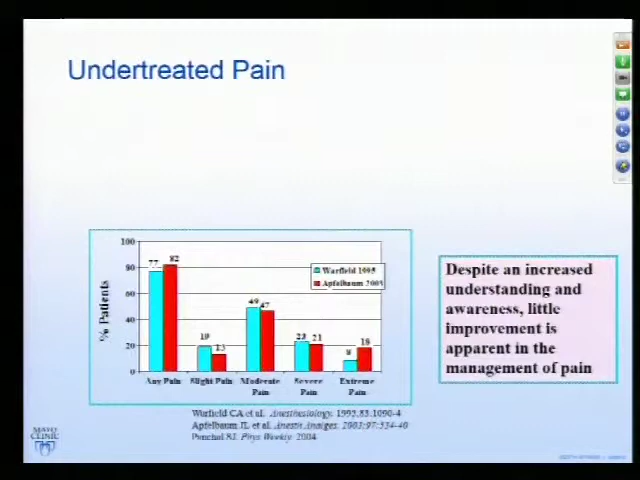 Undertreated Pain
100
80
60
40
20
0
% Patients
77 82
19 13
49 47
23 21
8 18
Warfield 1995
Apfelbaum 2003
Any Pain Slight Pain Moderate Pain Severe Pain Extreme Pain
Despite an increased
understanding and
awareness, little
improvement is
apparent in the
management of pain
Warfield CA et al. Anesthesiology. 1995;83:1090-4
Apfelbaum JL et al. Anesth Analges. 2003;97:534-40
Phys Weekly. 2004
MAYO
CLINIC